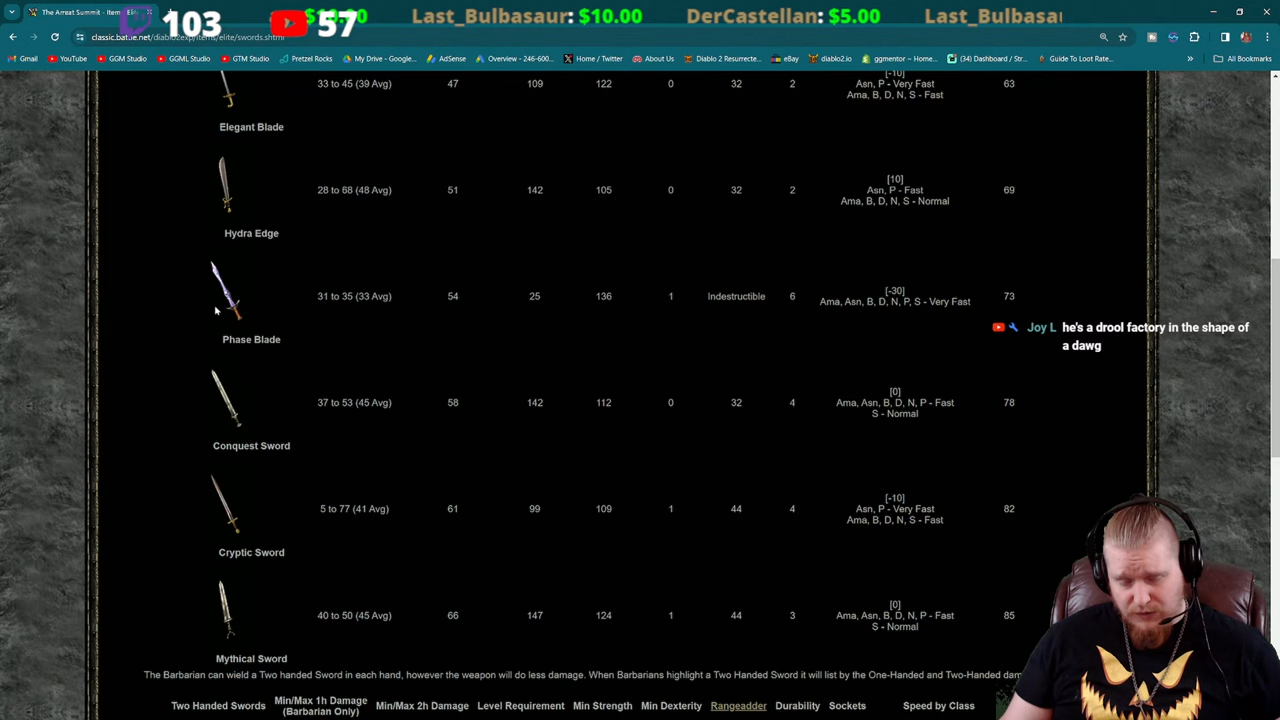 The Arreat Summit - Item
103
57
$10.00
Last_Bulbasaur: $10.00
DerCastellan: $5.00
Last_Bulbasau
classic.battle.net/diablo2exp/items/elite/swords.shtml
Gmail
YouTube
GGM Studio
GGML Studio
GTM Studio
Pretzel Rocks
My Drive - Google...
AdSense
Overview - 246-600...
Home / Twitter
About Us
Diablo 2 Resurrecte...
eBay
diablo2.io
ggmentor – Home...
(34) Dashboard / Str...
Guide To Loot Rate...
All Bookmarks
33 to 45 (39 Avg) 47 109 122 0 32 2 [-10] 63
Asn, P - Very Fast
Ama, B, D, N, S - Fast
Elegant Blade
28 to 68 (48 Avg) 51 142 105 0 32 2 [10] 69
Asn, P - Fast
Ama, B, D, N, S - Normal
Hydra Edge
31 to 35 (33 Avg) 54 25 136 1 Indestructible 6 [-30] 73
Ama, Asn, B, D, N, P, S - Very Fast
Phase Blade
Joy L he's a drool factory in the shape of
a dawg
37 to 53 (45 Avg) 58 142 112 0 32 4 [0] 78
Ama, Asn, B, D, N, P - Fast
S - Normal
Conquest Sword
5 to 77 (41 Avg) 61 99 109 1 44 4 [-10] 82
Asn, P - Very Fast
Ama, B, D, N, S - Fast
Cryptic Sword
40 to 50 (45 Avg) 66 147 124 1 44 3 [0] 85
Ama, Asn, B, D, N, P - Fast
S - Normal
Mythical Sword
The Barbarian can wield a Two handed Sword in each hand, however the weapon will do less damage. When Barbarians highlight a Two Handed Sword it will list by the One-Handed and Two-Handed dam
Two Handed Swords
Min/Max 1h Damage
(Barbarian Only)
Min/Max 2h Damage
Level Requirement
Min Strength
Min Dexterity
Rangeadder
Durability
Sockets
Speed by Class